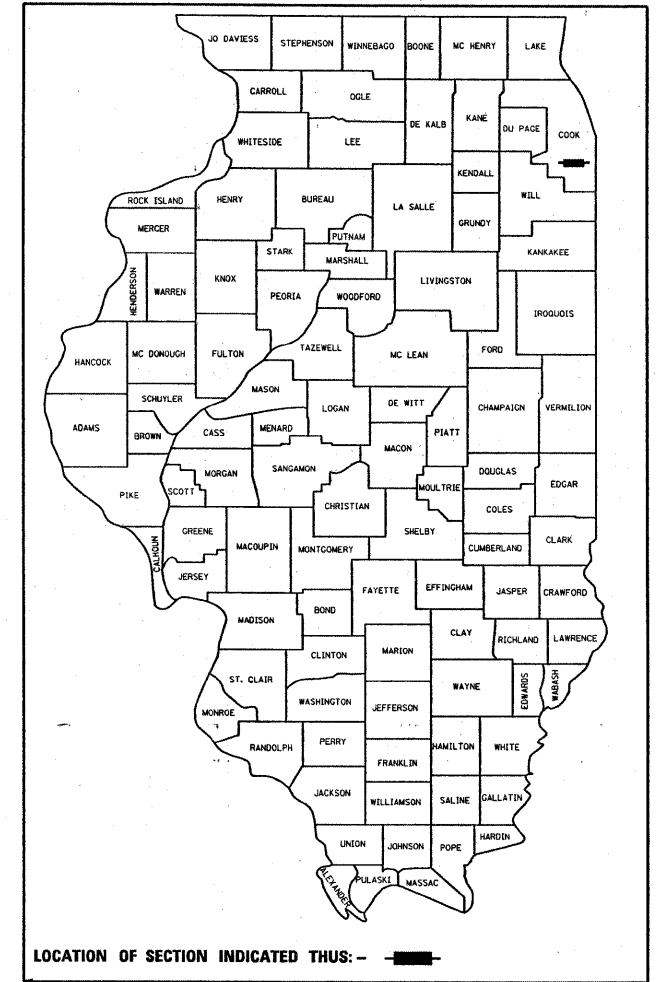 JO DAVIESS STEPHENSON WINNEBAGO BOONE MC HENRY LAKE
CARROLL OGLE DE KALB KANE DU PAGE COOK
WHITESIDE LEE
KENDALL WILL
ROCK ISLAND HENRY BUREAU LA SALLE GRUNDY
MERCER PUTNAM
STARK MARSHALL KANKAKEE
HENDERSON WARREN KNOX PEORIA WOODFORD LIVINGSTON IROQUOIS
HANCOCK MC DONOUGH FULTON TAZEWELL MC LEAN FORD
SCHUYLER MASON LOGAN DE WITT CHAMPAIGN VERMILION
ADAMS BROWN CASS MENARD MACON PIATT
PIKE SCOTT MORGAN SANGAMON CHRISTIAN MOULTRIE DOUGLAS EDGAR
COLES
CALHOUN GREENE MACOUPIN MONTGOMERY SHELBY CUMBERLAND CLARK
JERSEY FAYETTE EFFINGHAM JASPER CRAWFORD
MADISON BOND
CLINTON MARION CLAY RICHLAND LAWRENCE
ST. CLAIR WASHINGTON JEFFERSON WAYNE EDWARDS WABASH
MONROE
RANDOLPH PERRY FRANKLIN HAMILTON WHITE
JACKSON WILLIAMSON SALINE GALLATIN
UNION JOHNSON POPE HARDIN
ALEXANDER PULASKI MASSAC
LOCATION OF SECTION INDICATED THUS: –